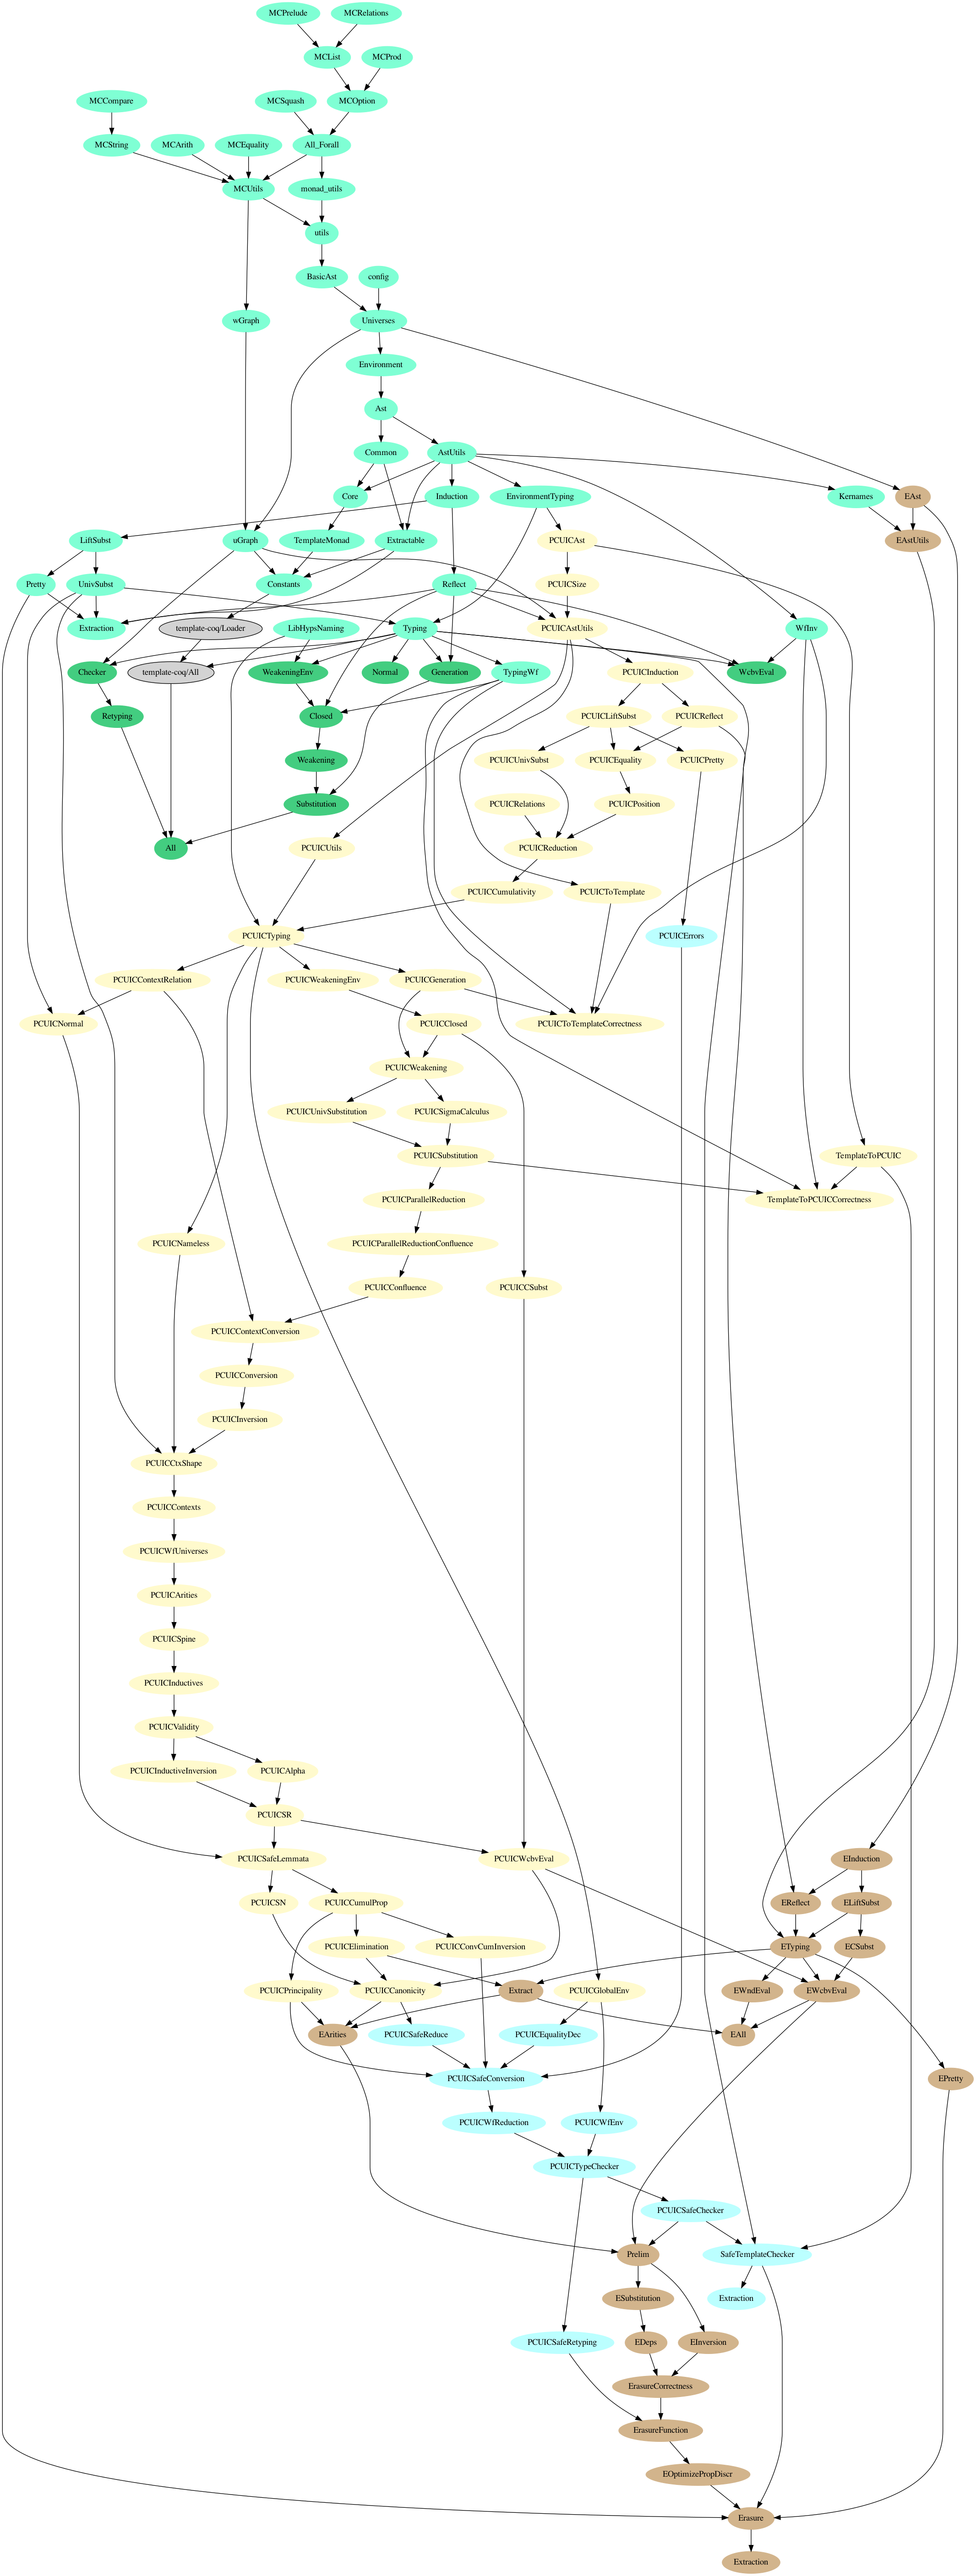 MCPrelude
MCRelations
MCList
MCProd
MCCompare
MCSquash
MCOption
MCString
MCArith
MCEquality
All_Forall
MCUtils
monad_utils
utils
BasicAst
config
wGraph
Universes
Environment
Ast
Common
AstUtils
Core
Induction
EnvironmentTyping
Kernames
EAst
LiftSubst
uGraph
TemplateMonad
Extractable
PCUICAst
EAstUtils
Pretty
UnivSubst
Constants
Reflect
PCUICSize
Extraction
template-coq/Loader
LibHypsNaming
Typing
PCUICAstUtils
WfInv
Checker
template-coq/All
WeakeningEnv
Normal
Generation
TypingWf
PCUICInduction
WcbvEval
Retyping
Closed
PCUICLiftSubst
PCUICReflect
Weakening
PCUICUnivSubst
PCUICEquality
PCUICPretty
Substitution
PCUICRelations
PCUICPosition
All
PCUICUtils
PCUICReduction
PCUICCumulativity
PCUICToTemplate
PCUICTyping
PCUICErrors
PCUICContextRelation
PCUICWeakeningEnv
PCUICGeneration
PCUICNormal
PCUICClosed
PCUICToTemplateCorrectness
PCUICWeakening
PCUICUnivSubstitution
PCUICSigmaCalculus
PCUICSubstitution
TemplateToPCUIC
PCUICParallelReduction
TemplateToPCUICCorrectness
PCUICNameless
PCUICParallelReductionConfluence
PCUICConfluence
PCUICCSubst
PCUICContextConversion
PCUICConversion
PCUICInversion
PCUICCtxShape
PCUICContexts
PCUICWfUniverses
PCUICArities
PCUICSpine
PCUICInductives
PCUICValidity
PCUICInductiveInversion
PCUICAlpha
PCUICSR
PCUICSafeLemmata
PCUICWcbvEval
EInduction
PCUICSN
PCUICCumulProp
EReflect
ELiftSubst
PCUICElimination
PCUICConvCumInversion
ETyping
ECSubst
PCUICPrincipality
PCUICCanonicity
Extract
PCUICGlobalEnv
EWndEval
EWcbvEval
EArities
PCUICSafeReduce
PCUICEqualityDec
EAll
PCUICSafeConversion
EPretty
PCUICWfReduction
PCUICWfEnv
PCUICTypeChecker
PCUICSafeChecker
Prelim
SafeTemplateChecker
ESubstitution
Extraction
PCUICSafeRetyping
EDeps
EInversion
ErasureCorrectness
ErasureFunction
EOptimizePropDiscr
Erasure
Extraction